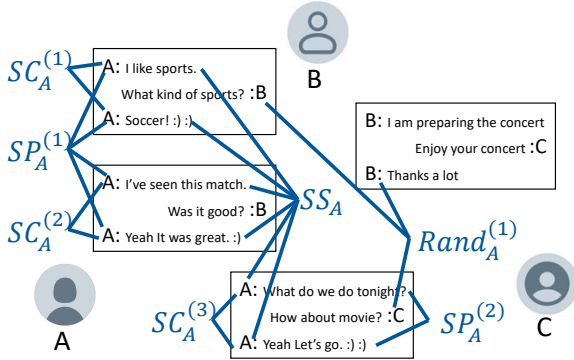 B
SC_A^(1)
A: I like sports.
What kind of sports? :B
A: Soccer! :) :)
SP_A^(1)
A: I've seen this match.
Was it good? :B
A: Yeah It was great. :)
SC_A^(2)
SS_A
B: I am preparing the concert
Enjoy your concert :C
B: Thanks a lot
Rand_A^(1)
A
SC_A^(3)
A: What do we do tonight?
How about movie? :C
A: Yeah Let's go. :) :)
SP_A^(2)
C